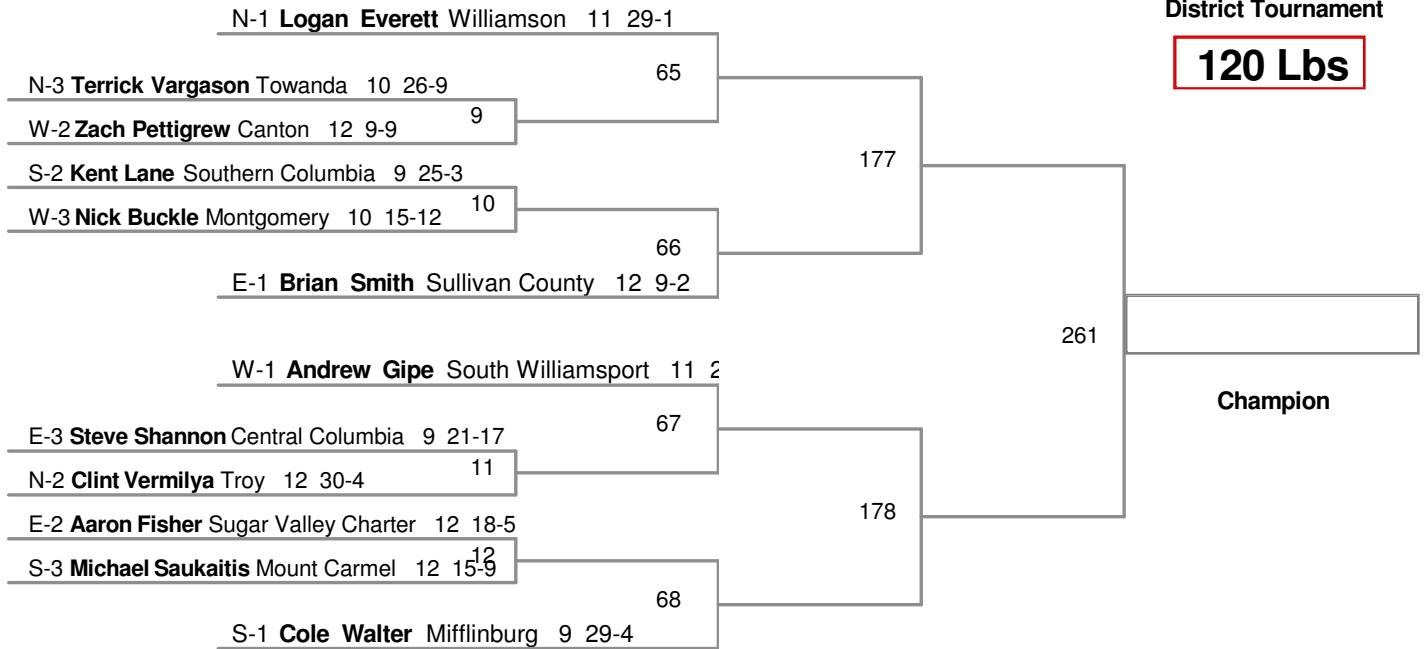 District Tournament
120 Lbs
N-1 Logan Everett Williamson 11 29-1
65
N-3 Terrick Vargason Towanda 10 26-9
9
W-2 Zach Pettigrew Canton 12 9-9
177
S-2 Kent Lane Southern Columbia 9 25-3
10
W-3 Nick Buckle Montgomery 10 15-12
66
E-1 Brian Smith Sullivan County 12 9-2
261
W-1 Andrew Gipe South Williamsport 11
Champion
67
E-3 Steve Shannon Central Columbia 9 21-17
11
N-2 Clint Vermilya Troy 12 30-4
178
E-2 Aaron Fisher Sugar Valley Charter 12 18-5
12
S-3 Michael Saukaitis Mount Carmel 12 15-9
68
S-1 Cole Walter Mifflinburg 9 29-4